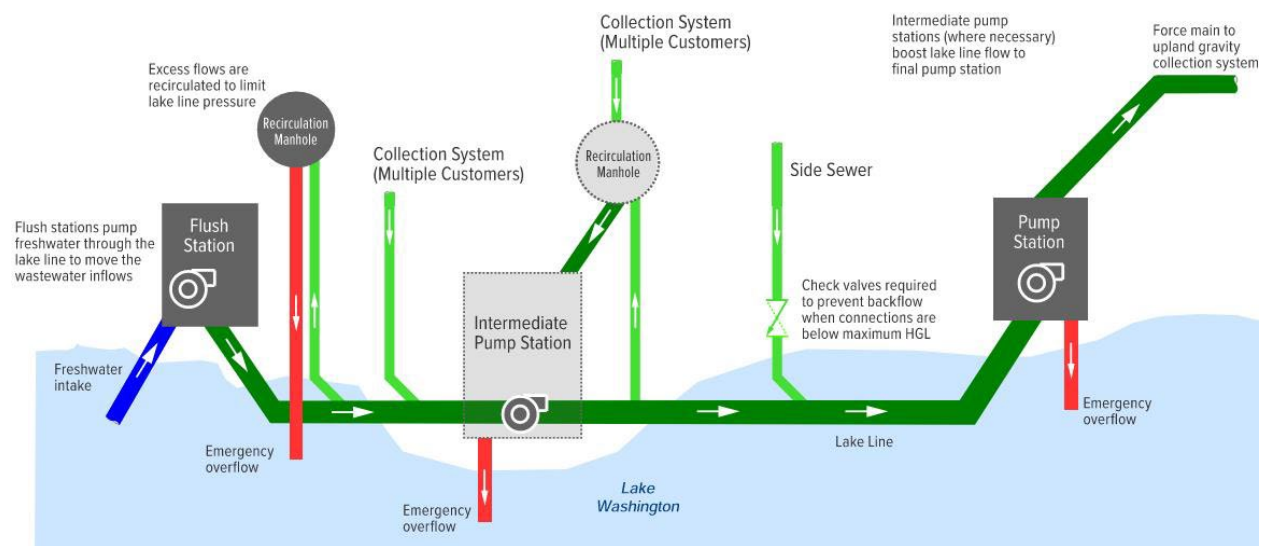 Collection System
(Multiple Customers)
Intermediate pump
stations (where necessary)
boost lake line flow to
final pump station
Force main to
upland gravity
collection system
Excess flows are
recirculated to limit
lake line pressure
Recirculation
Manhole
Collection System
(Multiple Customers)
Recirculation
Manhole
Side Sewer
Flush stations pump
freshwater through the
lake line to move the
wastewater inflows
Flush
Station
Pump
Station
Check valves required
to prevent backflow
when connections are
below maximum HGL
Intermediate
Pump Station
Freshwater
intake
Emergency
overflow
Lake Line
Emergency
overflow
Lake
Washington
Emergency
overflow